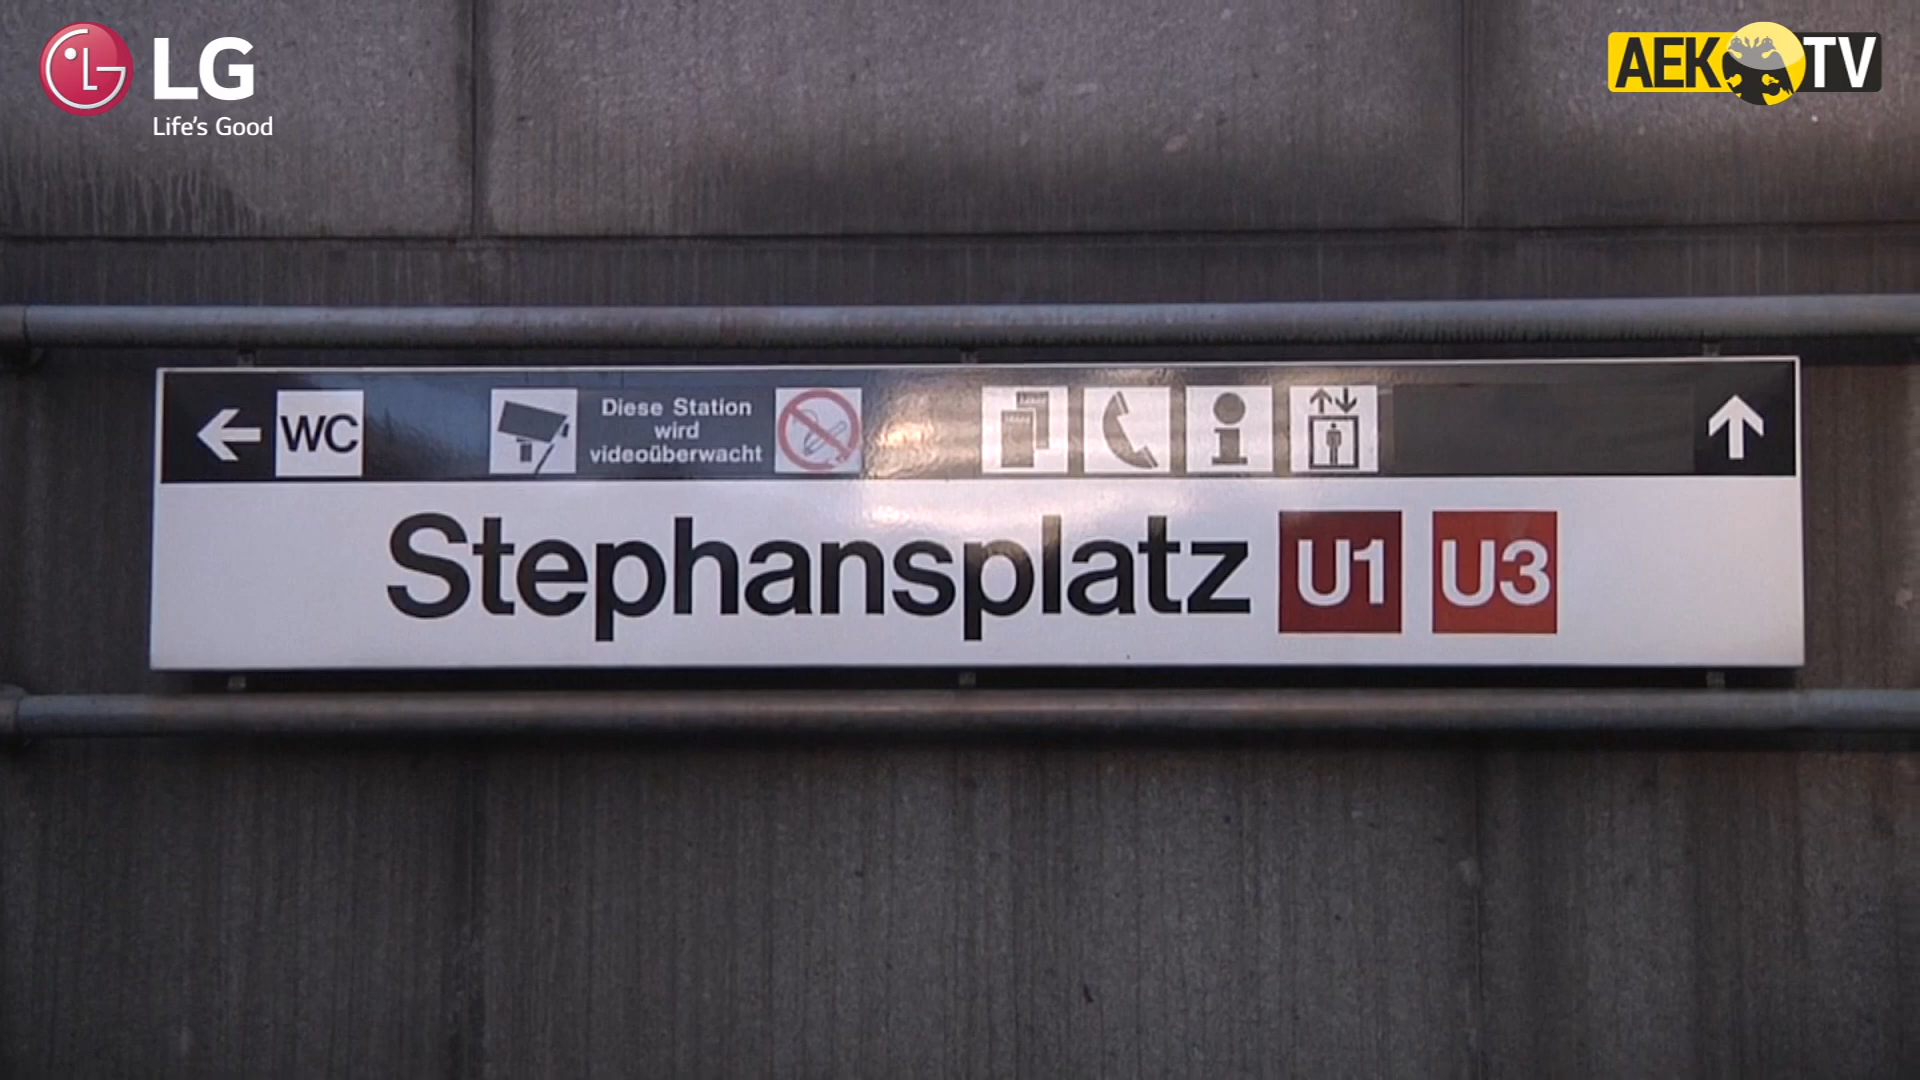 LG
Life's Good
AEK TV
WC
Diese Station
wird
videoüberwacht
Stephansplatz U1 U3